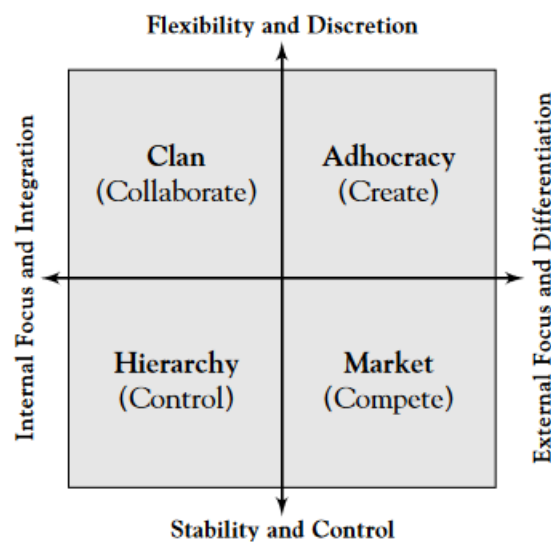 Flexibility and Discretion
Internal Focus and Integration
Clan
(Collaborate)
Adhocracy
(Create)
External Focus and Differentiation
Hierarchy
(Control)
Market
(Compete)
Stability and Control